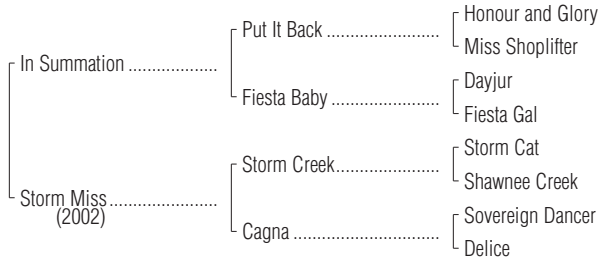 Honour and Glory
Put It Back ......................
Miss Shoplifter
In Summation ..................
Dayjur
Fiesta Baby ......................
Fiesta Gal
Storm Cat
Storm Creek.....................
Shawnee Creek
Storm Miss ......................
(2002)
Sovereign Dancer
Cagna .............................
Delice